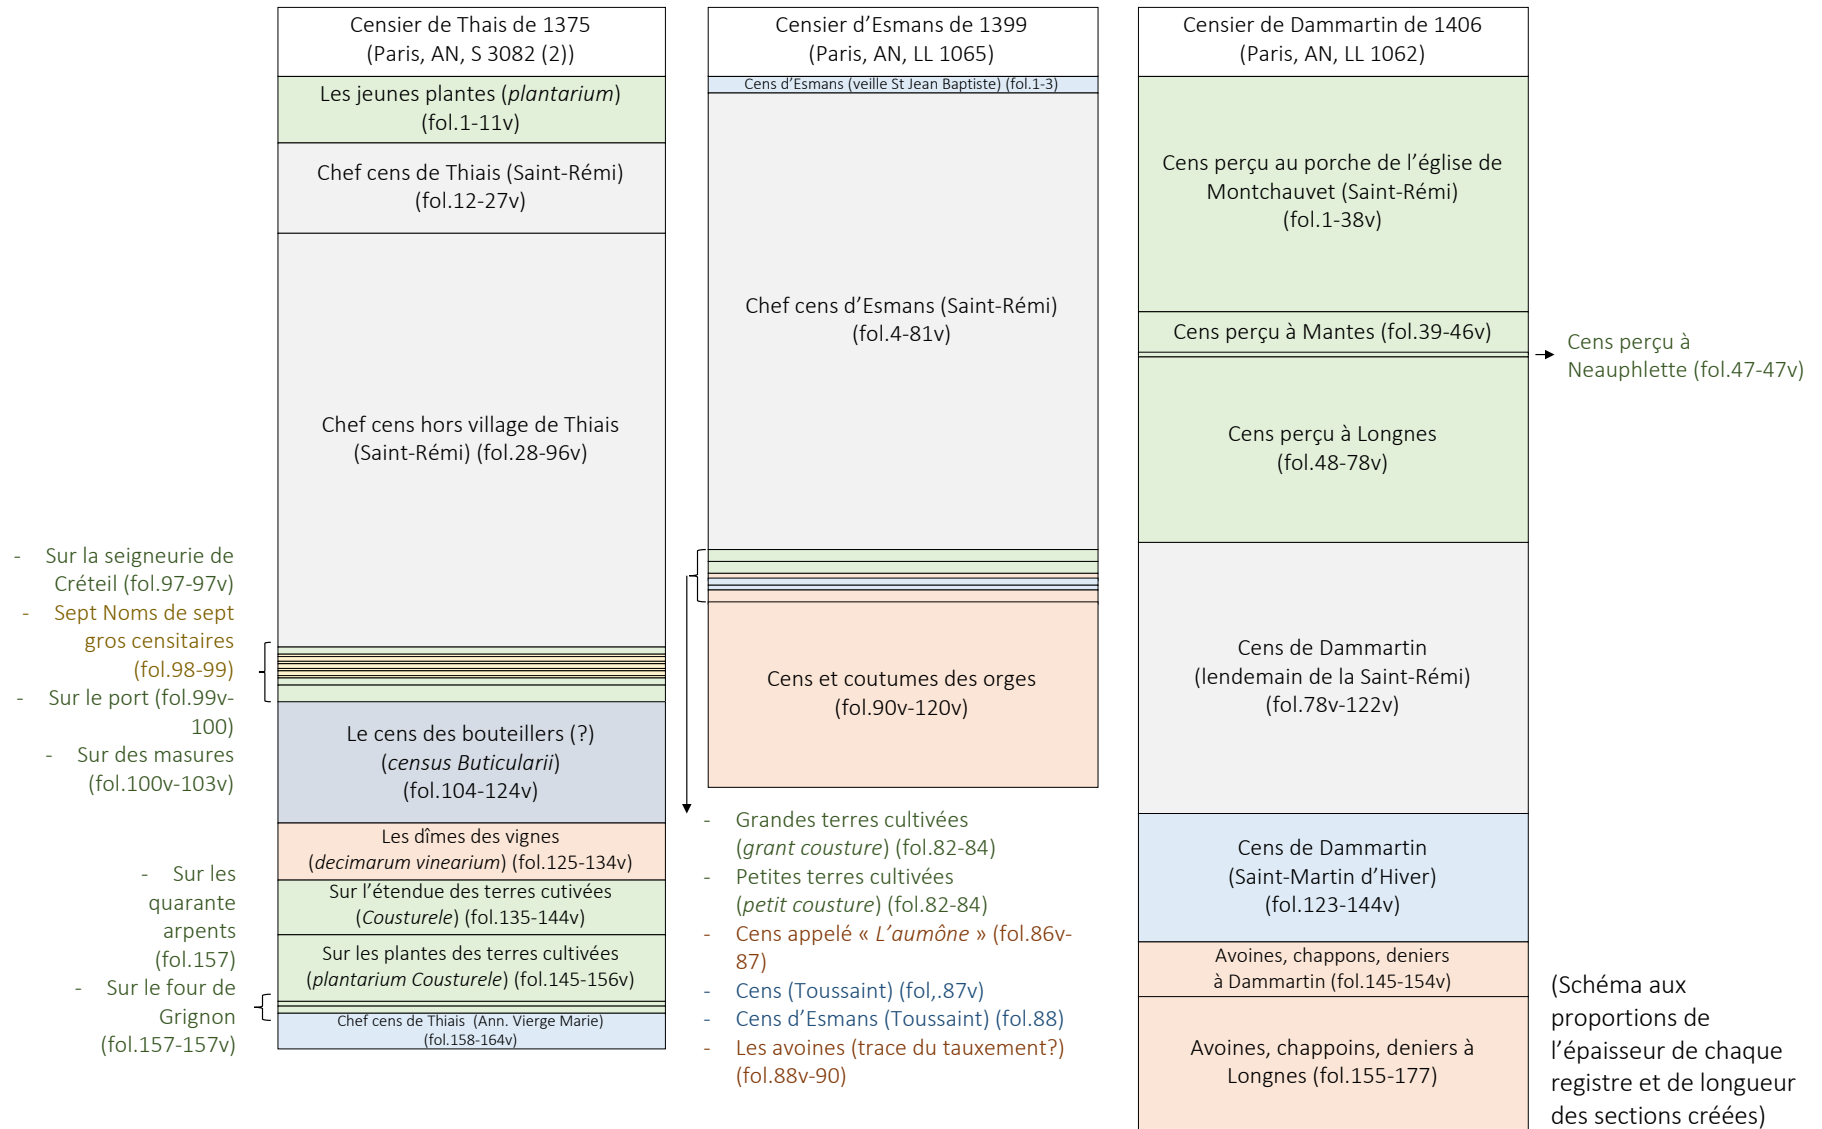 Censier de Thais de 1375
(Paris, AN, S 3082 (2))
Les jeunes plantes (plantarium)
(fol.1-11v)
Chef cens de Thiais (Saint-Rémi)
(fol.12-27v)
Chef cens hors village de Thiais
(Saint-Rémi) (fol.28-96v)
- Sur la seigneurie de
Créteil (fol.97-97v)
- Sept Noms de sept
gros censitaires
(fol.98-99)
- Sur le port (fol.99v-
100)
- Sur des masures
(fol.100v-103v)
Le cens des bouteillers (?)
(census Buticularii)
(fol.104-124v)
Les dîmes des vignes
(decimarum vinearium) (fol.125-134v)
Sur l’étendue des terres cutivées
(Cousturele) (fol.135-144v)
Sur les plantes des terres cultivées
(plantarium Cousturele) (fol.145-156v)
- Sur les
quarante
arpents
(fol.157)
- Sur le four de
Grignon
(fol.157-157v)
Chef cens de Thiais (Ann. Vierge Marie)
(fol.158-164v)
Censier d’Esmans de 1399
(Paris, AN, LL 1065)
Cens d’Esmans (veille St Jean Baptiste) (fol.1-3)
Chef cens d’Esmans (Saint-Rémi)
(fol.4-81v)
Cens et coutumes des orges
(fol.90v-120v)
- Grandes terres cultivées
(grant cousture) (fol.82-84)
- Petites terres cultivées
(petit cousture) (fol.82-84)
- Cens appelé « L’aumône » (fol.86v-
87)
- Cens (Toussaint) (fol,.87v)
- Cens d’Esmans (Toussaint) (fol.88)
- Les avoines (trace du tauxement?)
(fol.88v-90)
Censier de Dammartin de 1406
(Paris, AN, LL 1062)
Cens perçu au porche de l’église de
Montchauvet (Saint-Rémi)
(fol.1-38v)
Cens perçu à Mantes (fol.39-46v)
Cens perçu à
Neauphlette (fol.47-47v)
Cens perçu à Longnes
(fol.48-78v)
Cens de Dammartin
(lendemain de la Saint-Rémi)
(fol.78v-122v)
Cens de Dammartin
(Saint-Martin d’Hiver)
(fol.123-144v)
Avoines, chappons, deniers
à Dammartin (fol.145-154v)
Avoines, chappoins, deniers à
Longnes (fol.155-177)
(Schéma aux
proportions de
l’épaisseur de chaque
registre et de longueur
des sections créées)